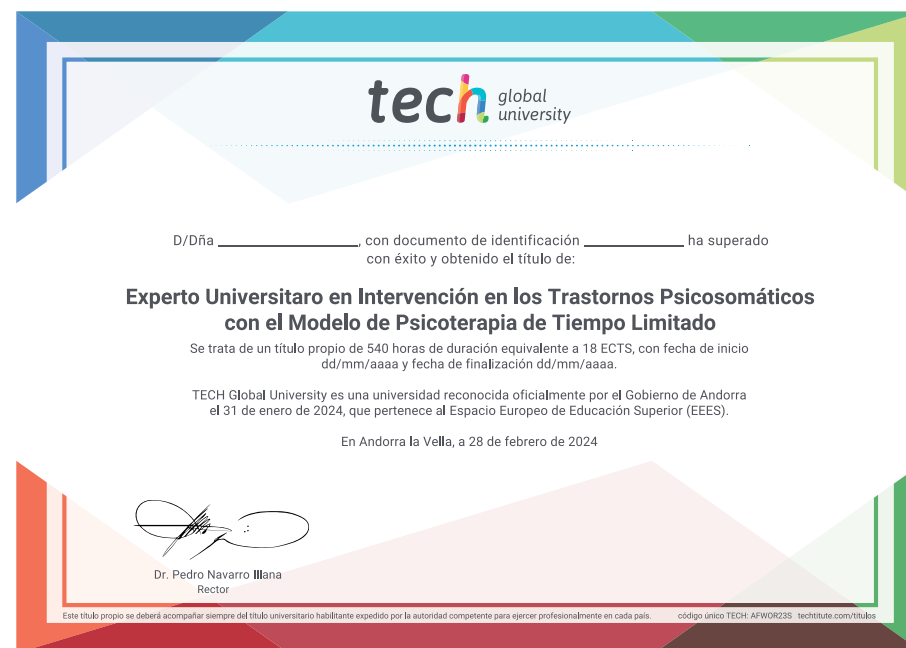 tech global
university
D/Dña ____________________, con documento de identificación ______________ ha superado
con éxito y obtenido el título de:
Experto Universitaro en Intervención en los Trastornos Psicosomáticos
con el Modelo de Psicoterapia de Tiempo Limitado
Se trata de un título propio de 540 horas de duración equivalente a 18 ECTS, con fecha de inicio
dd/mm/aaaa y fecha de finalización dd/mm/aaaa.
TECH Global University es una universidad reconocida oficialmente por el Gobierno de Andorra
el 31 de enero de 2024, que pertenece al Espacio Europeo de Educación Superior (EEES).
En Andorra la Vella, a 28 de febrero de 2024
Dr. Pedro Navarro Illana
Rector
Este título propio se deberá acompañar siempre del título universitario habilitante expedido por la autoridad competente para ejercer profesionalmente en cada país. código único TECH: AFWOR23S techtitute.com/titulos